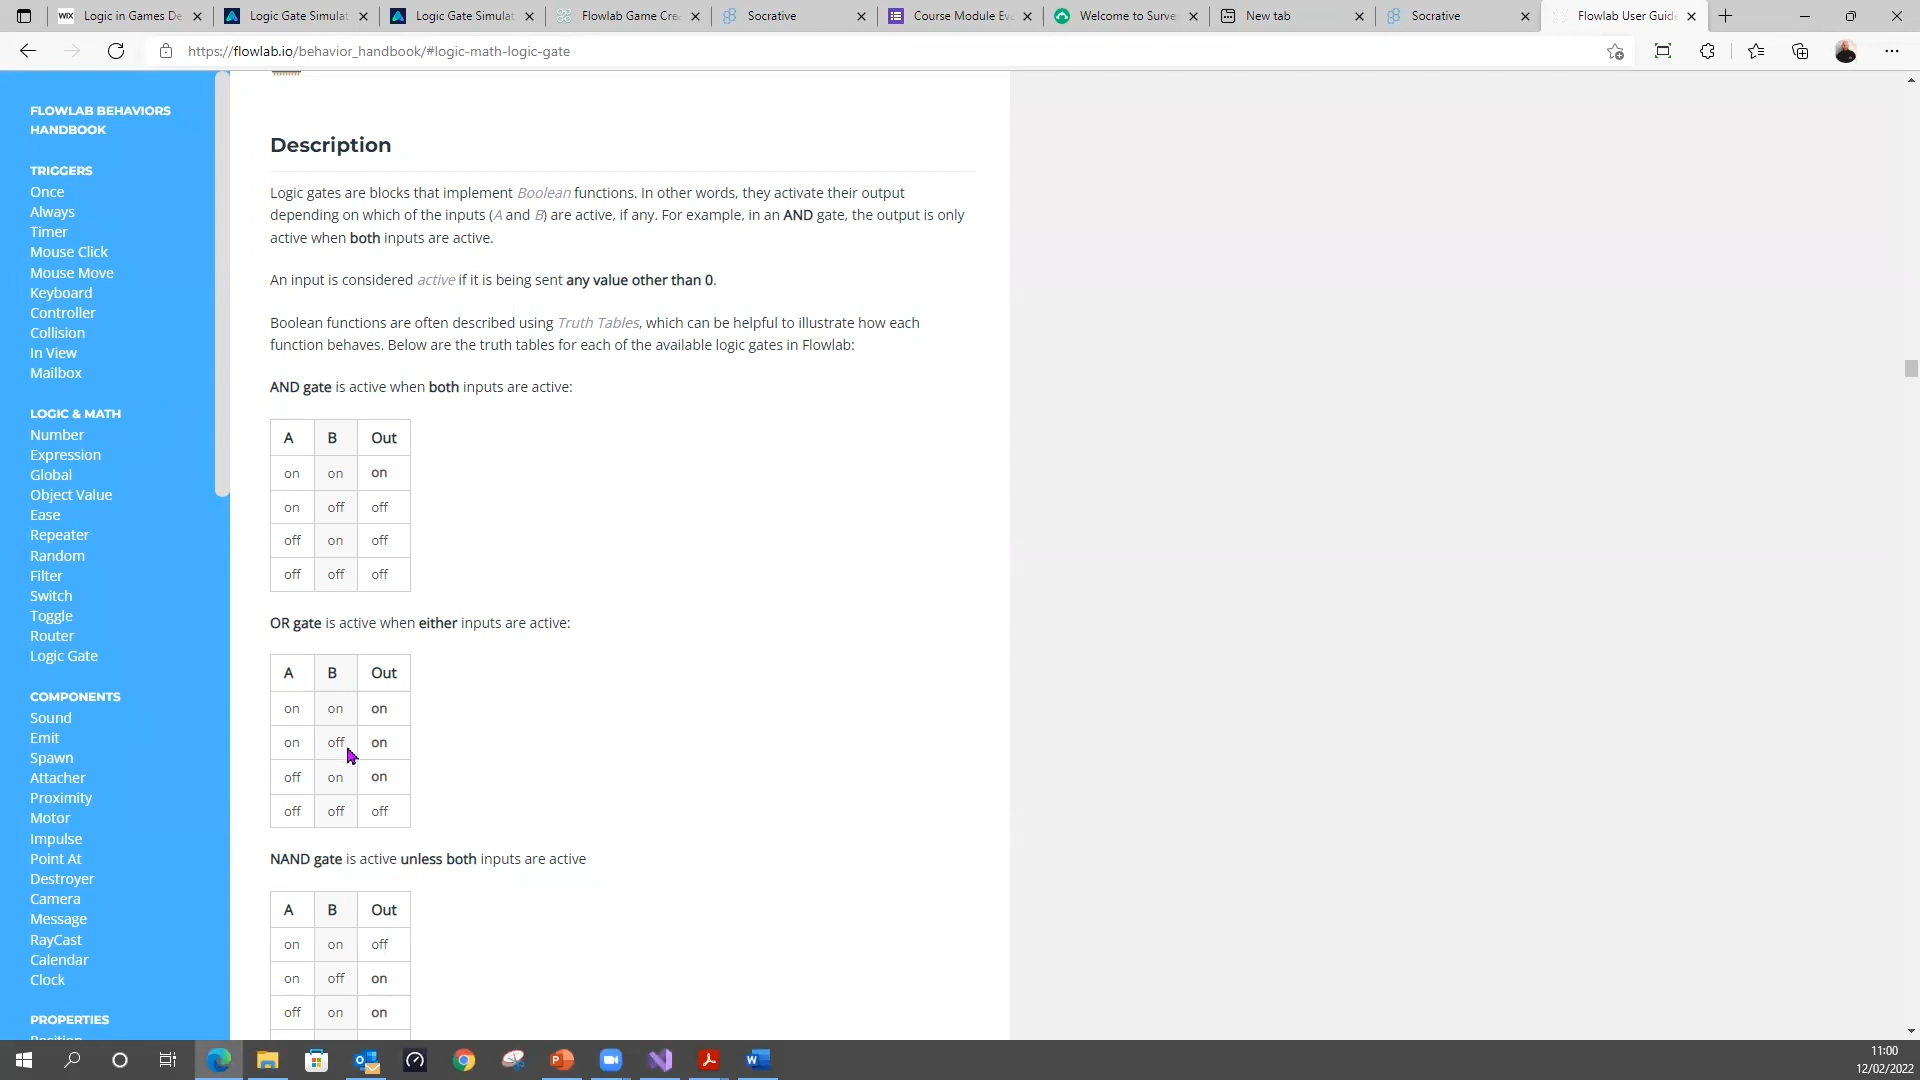 WIX Logic in Games De
Logic Gate Simulat
Logic Gate Simulat
Flowlab Game Cre
Socrative
Course Module Ev
Welcome to Surve
New tab
Socrative
Flowlab User Guid
https://flowlab.io/behavior_handbook/#logic-math-logic-gate
FLOWLAB BEHAVIORS
HANDBOOK
TRIGGERS
Once
Always
Timer
Mouse Click
Mouse Move
Keyboard
Controller
Collision
In View
Mailbox
LOGIC & MATH
Number
Expression
Global
Object Value
Ease
Repeater
Random
Filter
Switch
Toggle
Router
Logic Gate
COMPONENTS
Sound
Emit
Spawn
Attacher
Proximity
Motor
Impulse
Point At
Destroyer
Camera
Message
RayCast
Calendar
Clock
PROPERTIES
Description
Logic gates are blocks that implement Boolean functions. In other words, they activate their output
depending on which of the inputs (A and B) are active, if any. For example, in an AND gate, the output is only
active when both inputs are active.
An input is considered active if it is being sent any value other than 0.
Boolean functions are often described using Truth Tables, which can be helpful to illustrate how each
function behaves. Below are the truth tables for each of the available logic gates in Flowlab:
AND gate is active when both inputs are active:
A B Out
on on on
on off off
off on off
off off off
OR gate is active when either inputs are active:
A B Out
on on on
on off on
off on on
off off off
NAND gate is active unless both inputs are active
A B Out
on on off
on off on
off on on
11:00
12/02/2022